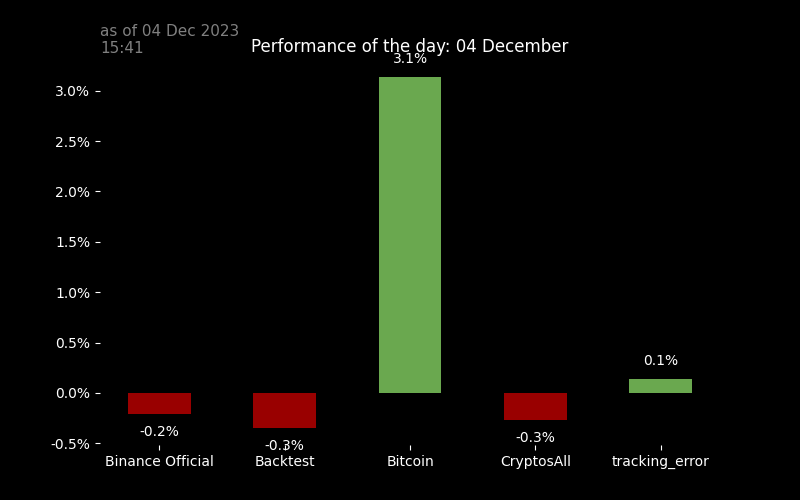 as of 04 Dec 2023
15:41
Performance of the day: 04 December
3.1%
3.0%
2.5%
2.0%
1.5%
1.0%
0.5%
0.1%
0.0%
-0.2%
-0.3%
-0.3%
-0.5%
Binance Official
Backtest
Bitcoin
CryptosAll
tracking_error